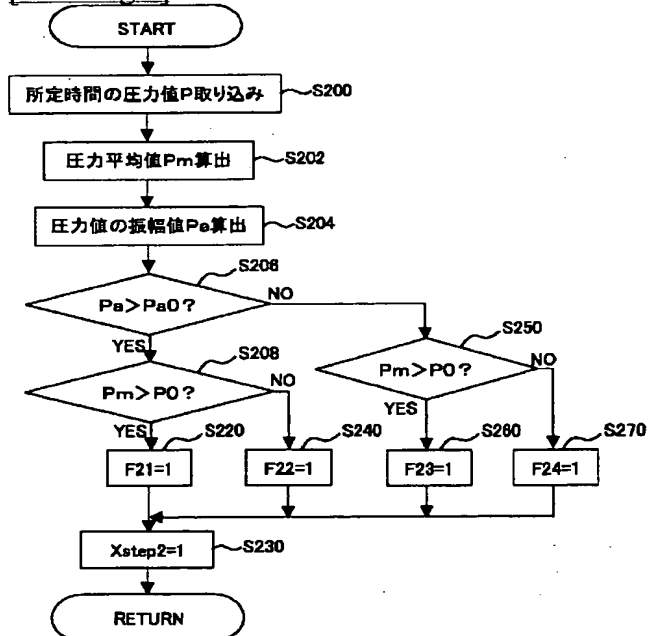 START
所定時間の圧力値P取り込み
S200
圧力平均値Pm算出
S202
圧力値の振幅値Pa算出
S204
S206
Pa>Pa0?
NO
YES
S208
S250
Pm>P0?
NO
Pm>P0?
NO
YES
S220
S240
YES
S260
S270
F21=1
F22=1
F23=1
F24=1
Xstep2=1
S230
RETURN